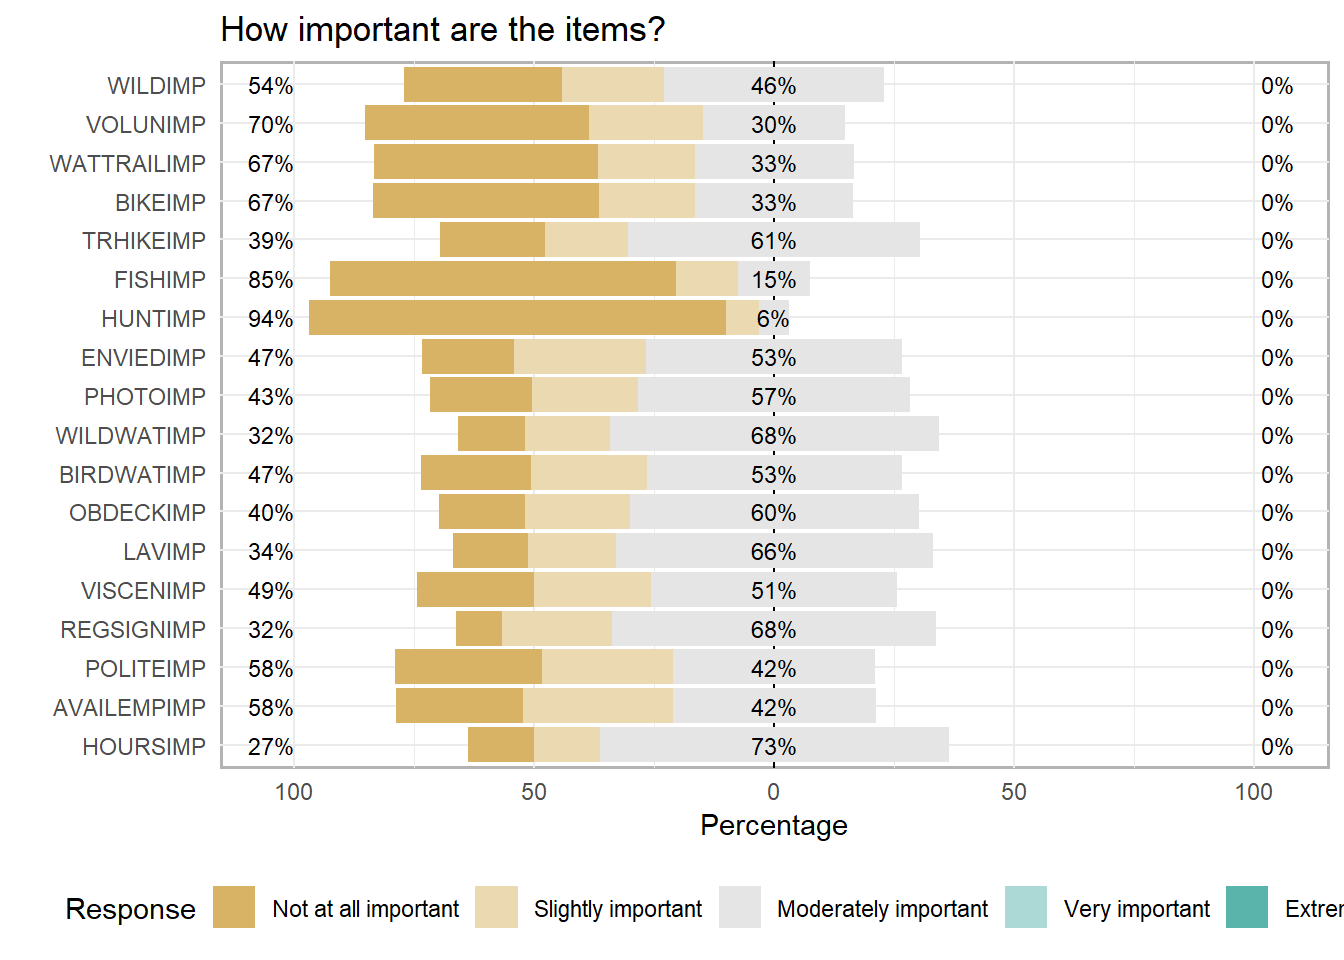 How important are the items?
WILDIMP 54% 46% 0%
VOLUNIMP 70% 30% 0%
WATTRAILIMP 67% 33% 0%
BIKEIMP 67% 33% 0%
TRHIKEIMP 39% 61% 0%
FISHIMP 85% 15% 0%
HUNTIMP 94% 6% 0%
ENVIEDIMP 47% 53% 0%
PHOTOIMP 43% 57% 0%
WILDWATIMP 32% 68% 0%
BIRDWATIMP 47% 53% 0%
OBDECKIMP 40% 60% 0%
LAVIMP 34% 66% 0%
VISCENIMP 49% 51% 0%
REGSIGNIMP 32% 68% 0%
POLITEIMP 58% 42% 0%
AVAILEMPIMP 58% 42% 0%
HOURSIMP 27% 73% 0%
100 50 0 50 100
Percentage
Response Not at all important Slightly important Moderately important Very important